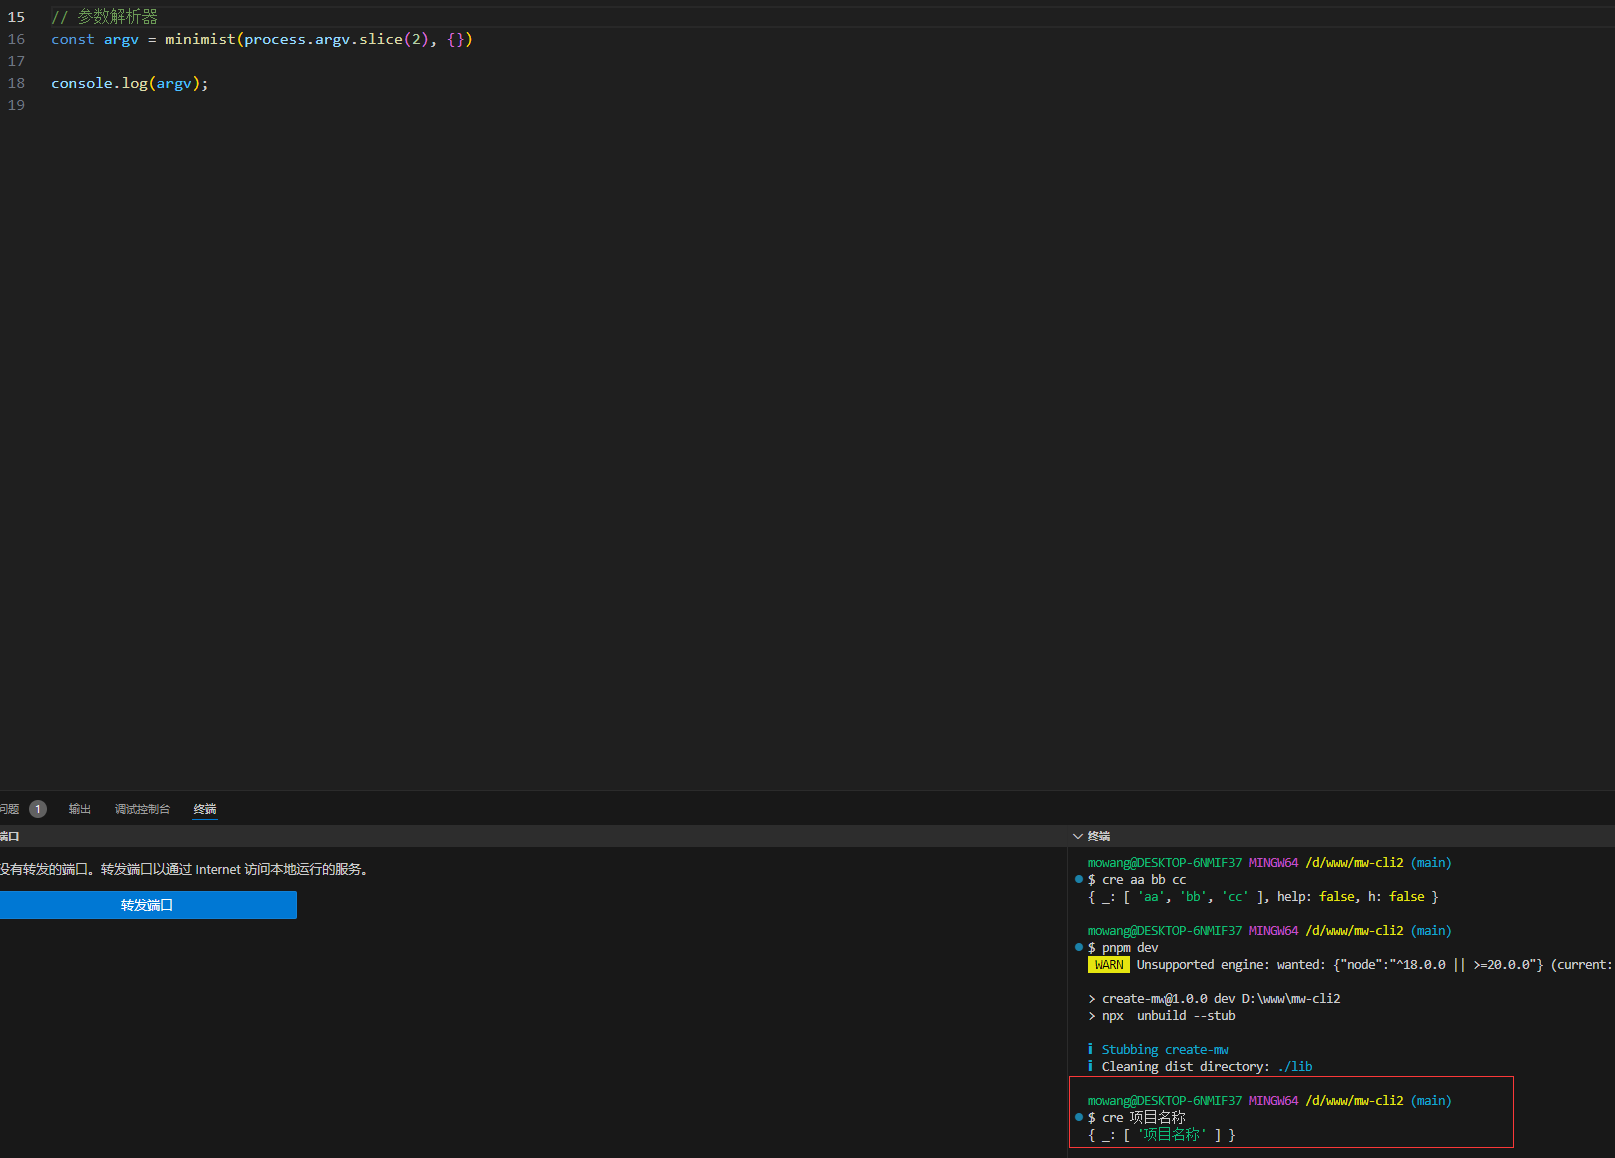 15 // 参数解析器
16 const argv = minimist(process.argv.slice(2), {})
17
18 console.log(argv);
19
问题 1 输出 调试控制台 终端
端口
没有转发的端口。转发端口以通过 Internet 访问本地运行的服务。
转发端口
终端
mowang@DESKTOP-6NMIF37 MINGW64 /d/www/mw-cli2 (main)
$ cre aa bb cc
{ _: [ 'aa', 'bb', 'cc' ], help: false, h: false }
mowang@DESKTOP-6NMIF37 MINGW64 /d/www/mw-cli2 (main)
$ pnpm dev
WARN Unsupported engine: wanted: {"node":"^18.0.0 || >=20.0.0"} (current:
> create-mw@1.0.0 dev D:\www\mw-cli2
> npx  unbuild --stub
i Stubbing create-mw
i Cleaning dist directory: ./lib
mowang@DESKTOP-6NMIF37 MINGW64 /d/www/mw-cli2 (main)
$ cre 项目名称
{ _: [ '项目名称' ] }